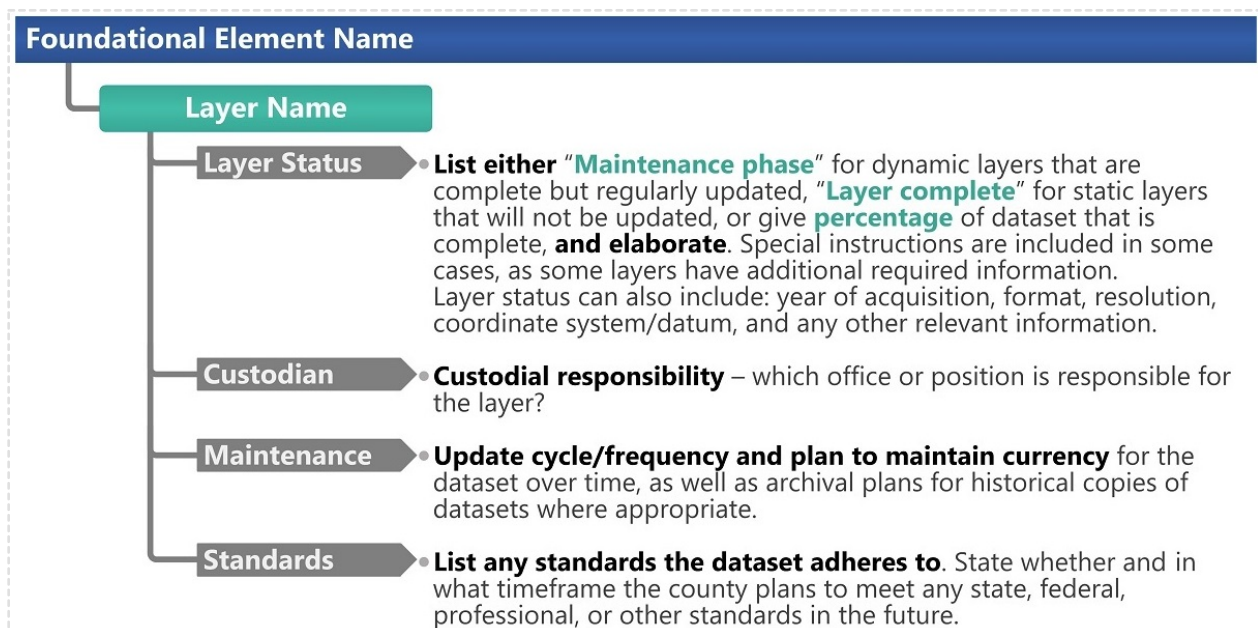 Foundational Element Name
Layer Name
Layer Status
List either “Maintenance phase” for dynamic layers that are
complete but regularly updated, “Layer complete” for static layers
that will not be updated, or give percentage of dataset that is
complete, and elaborate. Special instructions are included in some
cases, as some layers have additional required information.
Layer status can also include: year of acquisition, format, resolution,
coordinate system/datum, and any other relevant information.
Custodian
Custodial responsibility – which office or position is responsible for
the layer?
Maintenance
Update cycle/frequency and plan to maintain currency for the
dataset over time, as well as archival plans for historical copies of
datasets where appropriate.
Standards
List any standards the dataset adheres to. State whether and in
what timeframe the county plans to meet any state, federal,
professional, or other standards in the future.